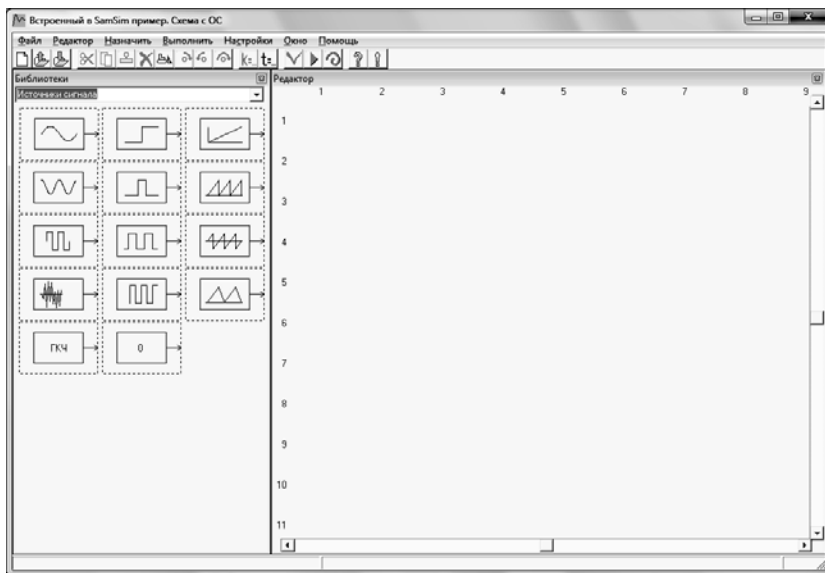 Встроенный в SamSim пример. Схема с ОС
Файл Редактор Назначить Выполнить Настройки Окно Помощь
k= t=
Библиотеки
Источники сигнала
ГКЧ 0
Редактор
1 2 3 4 5 6 7 8 9
1
2
3
4
5
6
7
8
9
10
11